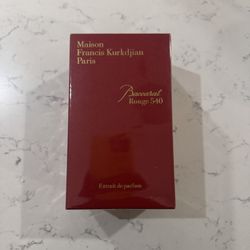 Maison
Francis Kurkdjian
Paris
Baccarat
Rouge 540
Extrait de parfum